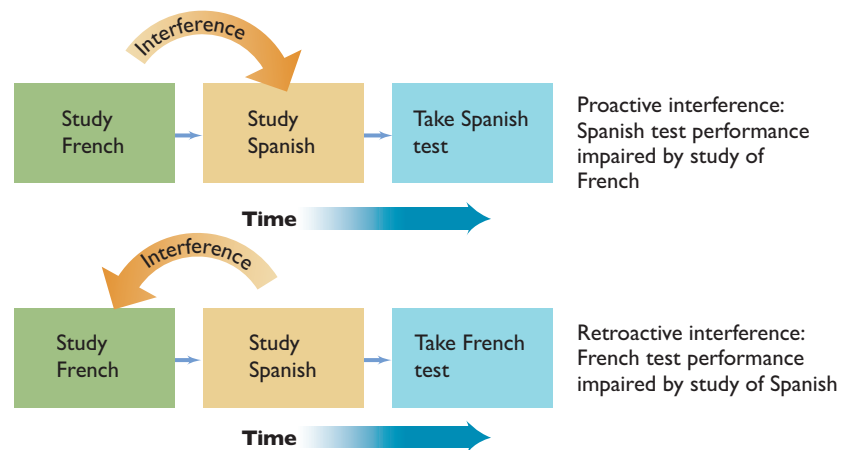 Interference
Study
French
Study
Spanish
Take Spanish
test
Proactive interference:
Spanish test performance
impaired by study of
French
Time
Interference
Study
French
Study
Spanish
Take French
test
Retroactive interference:
French test performance
impaired by study of Spanish
Time